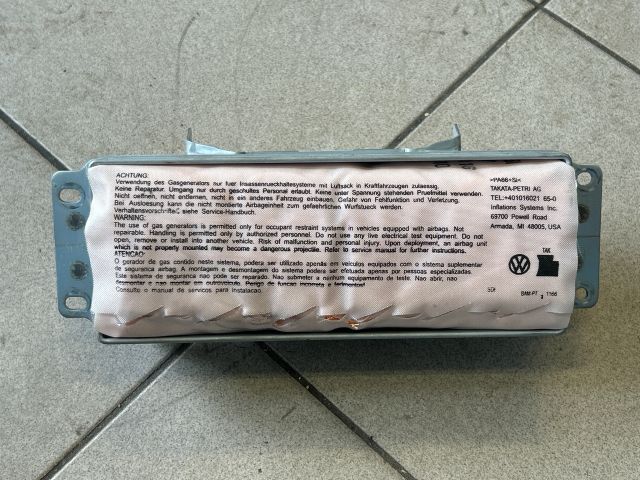 ACHTUNG:
Verwendung des Gasgenerators nur fuer Insassenrueckhaltesysteme mit Luftsack in Kraftfahrzeugen zulaessig.
Keine Reparatur. Umgang nur durch geschultes Personal erlaubt. Keine unter Spannung stehenden Pruefmittel verwenden.
Nicht oeffnen, nicht entfernen, nicht in ein anderes Fahrzeug einbauen. Gefahr von Fehlfunktion und Verletzung.
Bei Ausloesung kann die nicht montierte Airbageinheit zum gefaehrlichen Wurfstueck werden.
Verhaltensvorschriften siehe Service-Handbuch.
WARNING:
The use of gas generators is permitted only for occupant restraint systems in vehicles equipped with airbags. Not
repairable. Handling is permitted only by authorized personnel. Do not use any live electrical test equipment. Do not
open, remove or install into another vehicle. Risk of malfunction and personal injury. Upon deployment, an airbag unit
which is not properly mounted may become a dangerous projectile. Refer to service manual for further instructions.
ATENCAO:
O gerador de gas contido neste sistema, podera ser utilizado apenas em veiculos equipados com o sistema suplementar
de seguranca airbag. A montagem e desmontagem do sistema podera ser efetuada apenas por pessoas especializadas.
Este sistema de seguranca nao pode ser reparado. Nao submeter a nenhum equipamento de teste. Nao abrir, nao
desmontar e nao montar em outroveiculo. Perigo de funcao incorreta e ferimentos!
Consulte o manual de servicos para instalacao.
>PA66+SI<
TAKATA-PETRI AG
TEL:+401016021 65-0
Inflations Systems Inc.
69700 Powell Road
Armada, MI 48005, USA
TAK
SDI
BAM-PT 1166